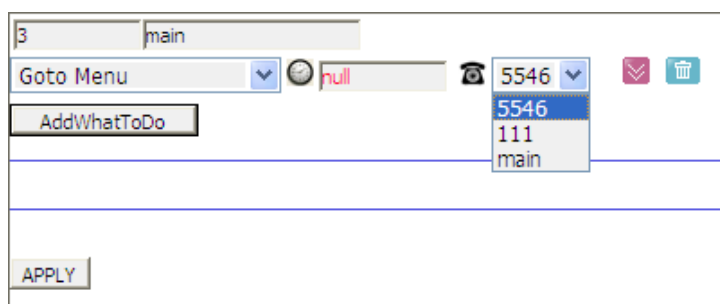 3 main
Goto Menu null 5546
5546
111
main
AddWhatToDo
APPLY